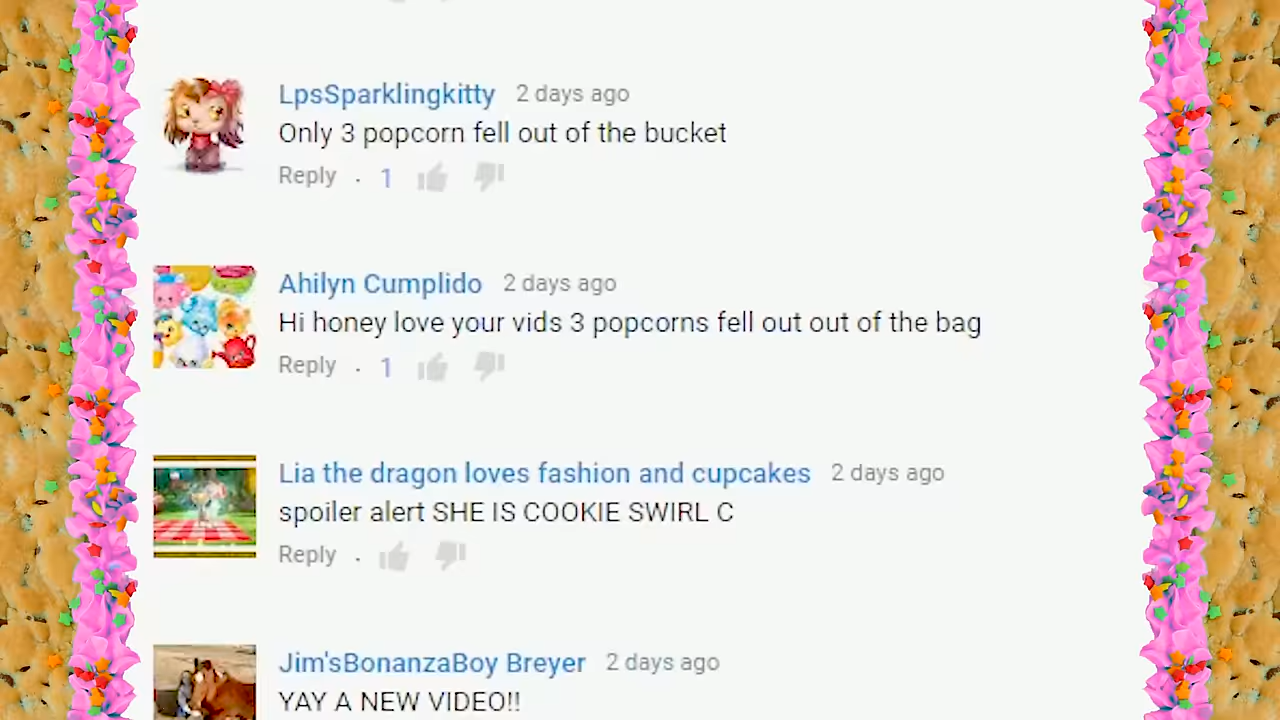 LpsSparklingkitty 2 days ago
Only 3 popcorn fell out of the bucket
Reply . 1
Ahilyn Cumplido 2 days ago
Hi honey love your vids 3 popcorns fell out out of the bag
Reply . 1
Lia the dragon loves fashion and cupcakes 2 days ago
spoiler alert SHE IS COOKIE SWIRL C
Reply .
Jim'sBonanzaBoy Breyer 2 days ago
YAY A NEW VIDEO!!